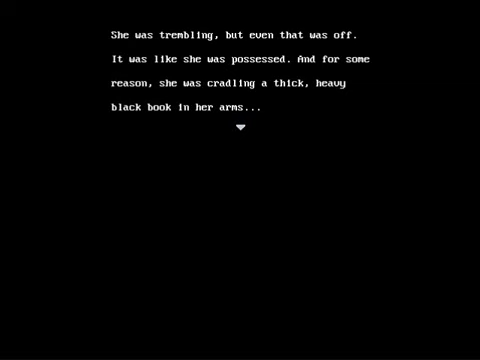 She was trembling, but even that was off.
It was like she was possessed. And for some
reason, she was cradling a thick, heavy
black book in her arms...